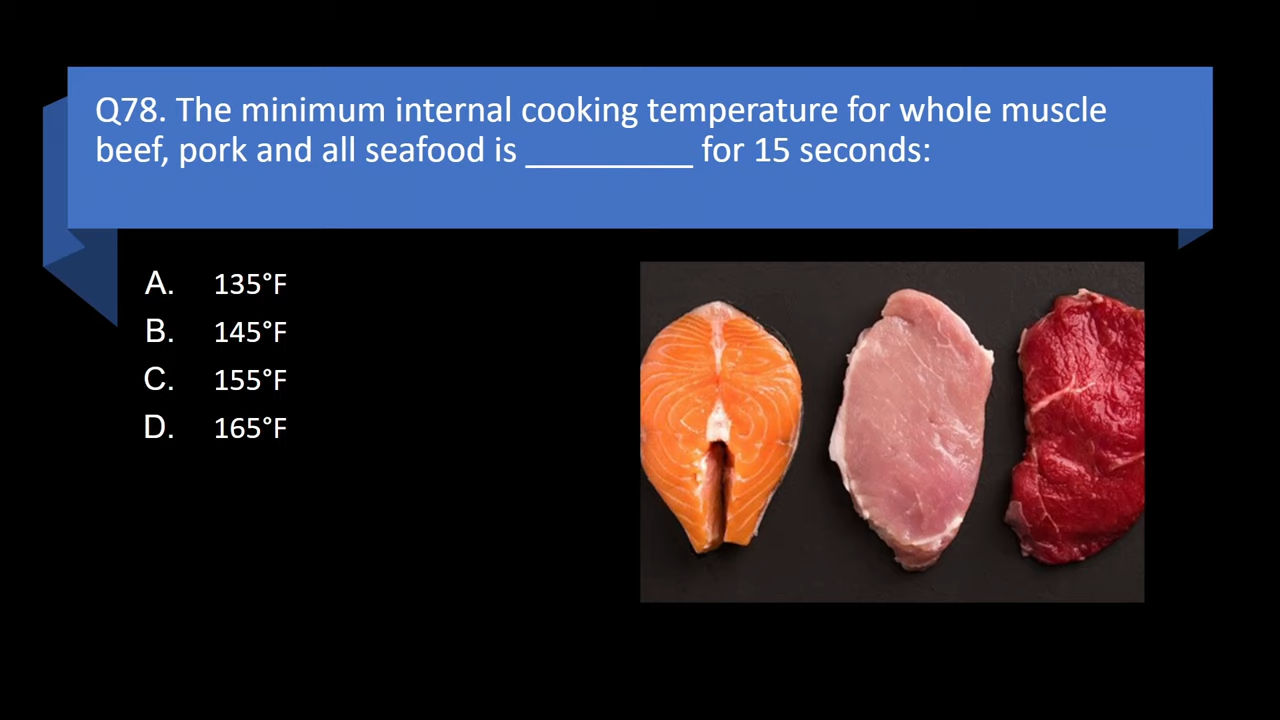 Q78. The minimum internal cooking temperature for whole muscle
beef, pork and all seafood is _________ for 15 seconds:
A. 135°F
B. 145°F
C. 155°F
D. 165°F